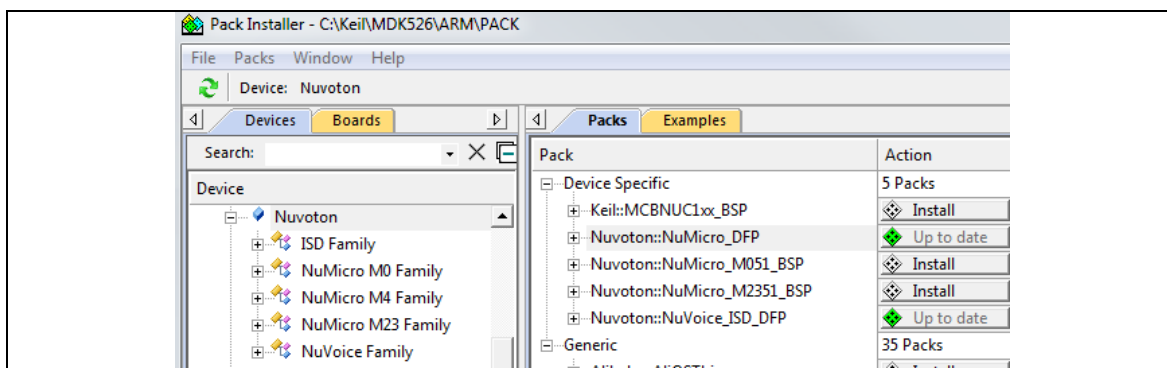 Pack Installer - C:\Keil\MDK526\ARM\PACK
File Packs Window Help
Device: Nuvoton
Devices Boards
Search:
Device
Nuvoton
ISD Family
NuMicro M0 Family
NuMicro M4 Family
NuMicro M23 Family
NuVoice Family
Packs Examples
Pack Action
Device Specific 5 Packs
Keil::MCBNUC1xx_BSP Install
Nuvoton::NuMicro_DFP Up to date
Nuvoton::NuMicro_M051_BSP Install
Nuvoton::NuMicro_M2351_BSP Install
Nuvoton::NuVoice_ISD_DFP Up to date
Generic 35 Packs